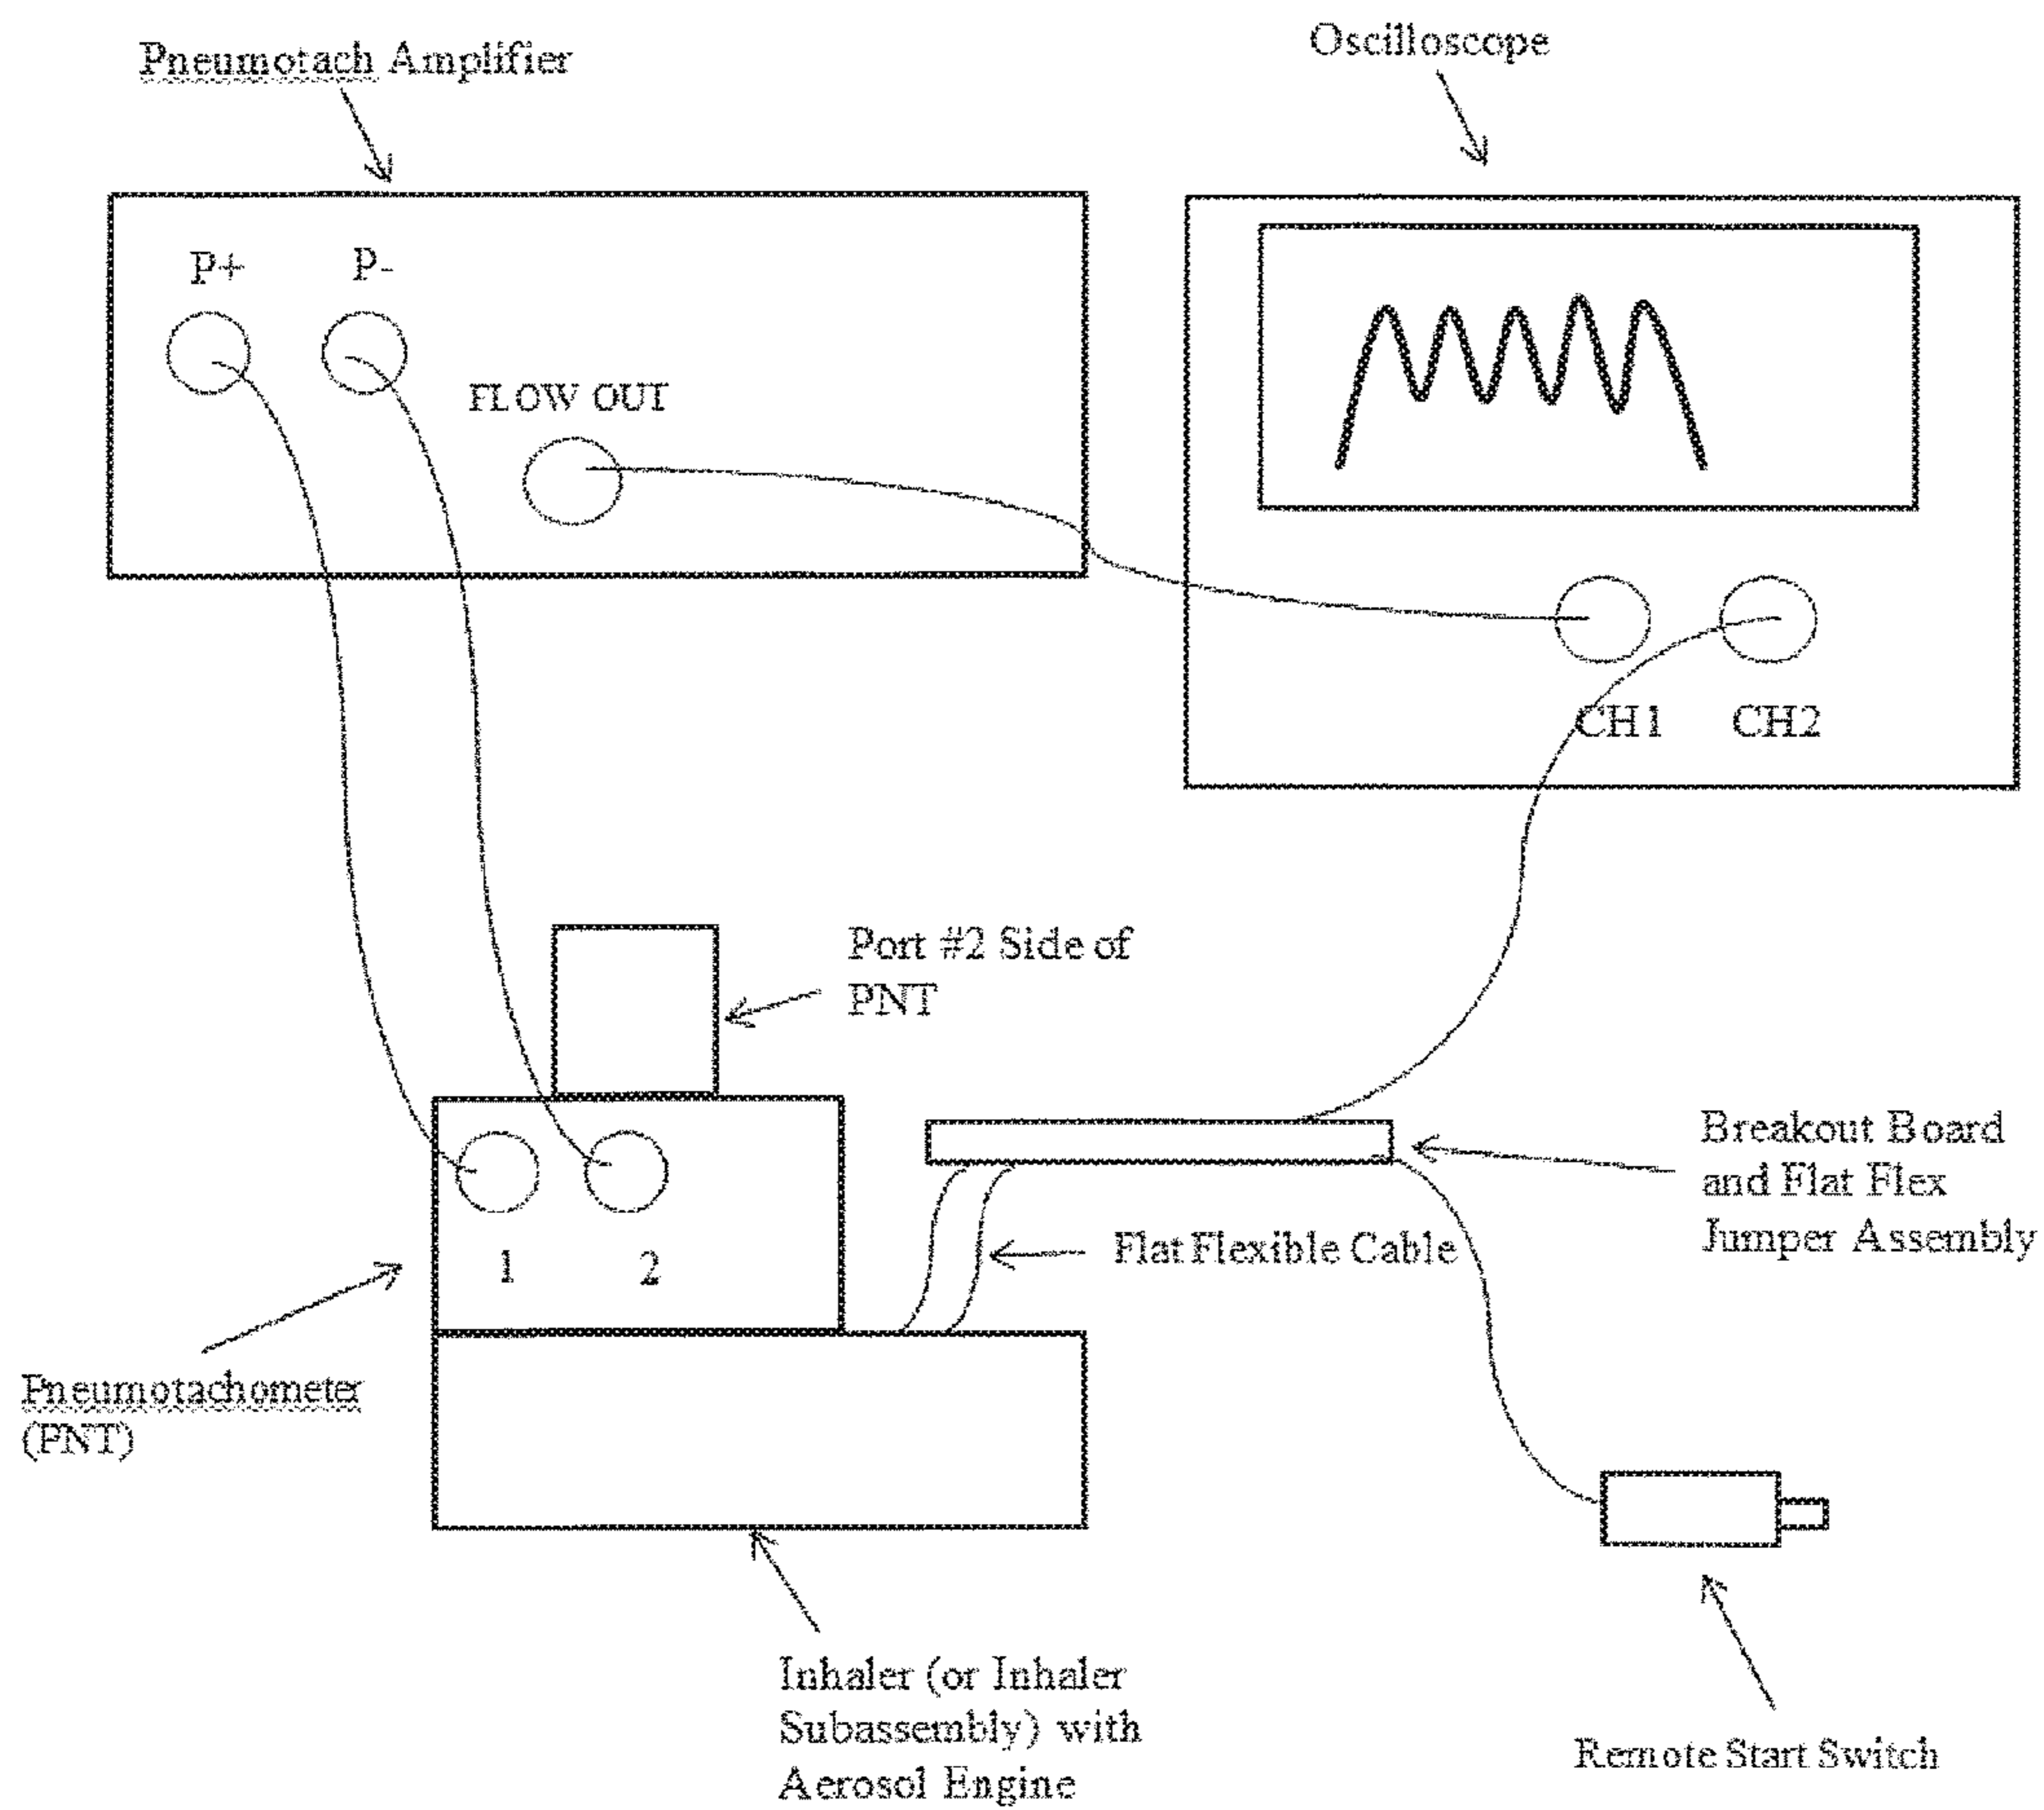 Pneumotach Amplifier
Oscilloscope
P+
P-
FLOW OUT
CH1
CH2
Port #2 Side of
PNT
Breakout Board
and Flat Flex
Jumper Assembly
Flat Flexible Cable
1
2
Pneumotachometer
(PNT)
Inhaler (or Inhaler
Subassembly) with
Aerosol Engine
Remote Start Switch